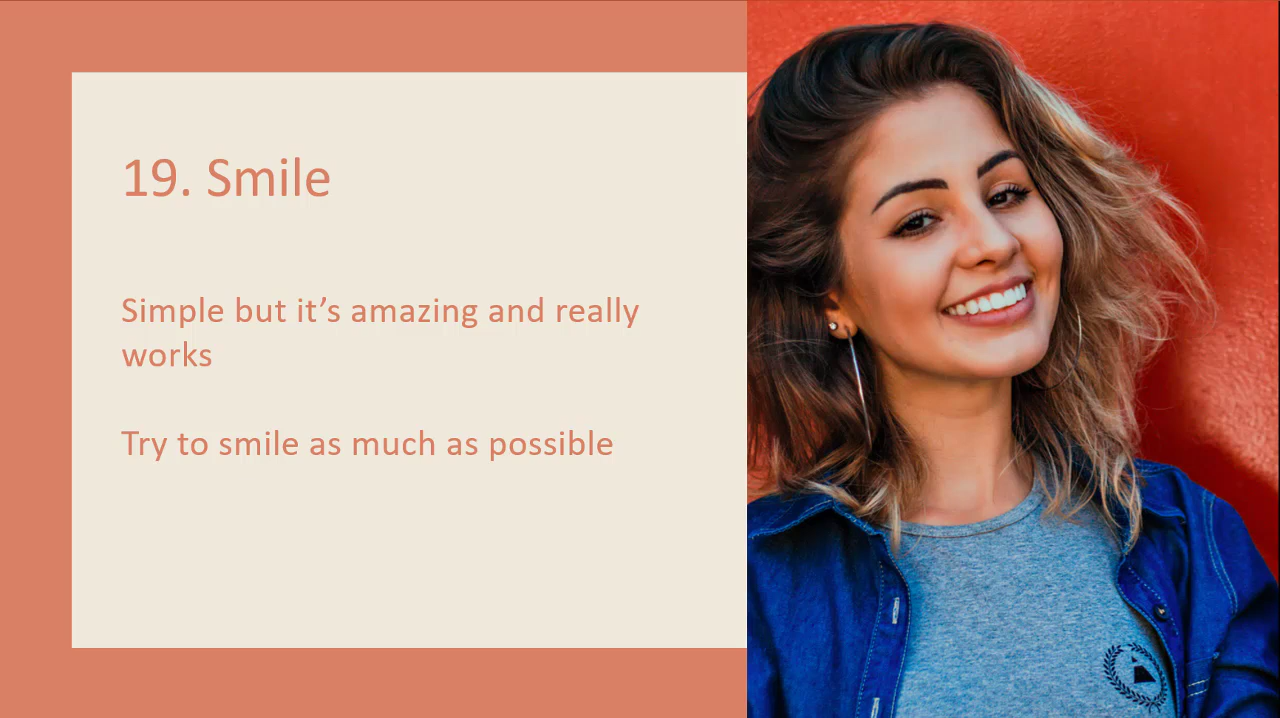 19. Smile
Simple but it’s amazing and really
works
Try to smile as much as possible